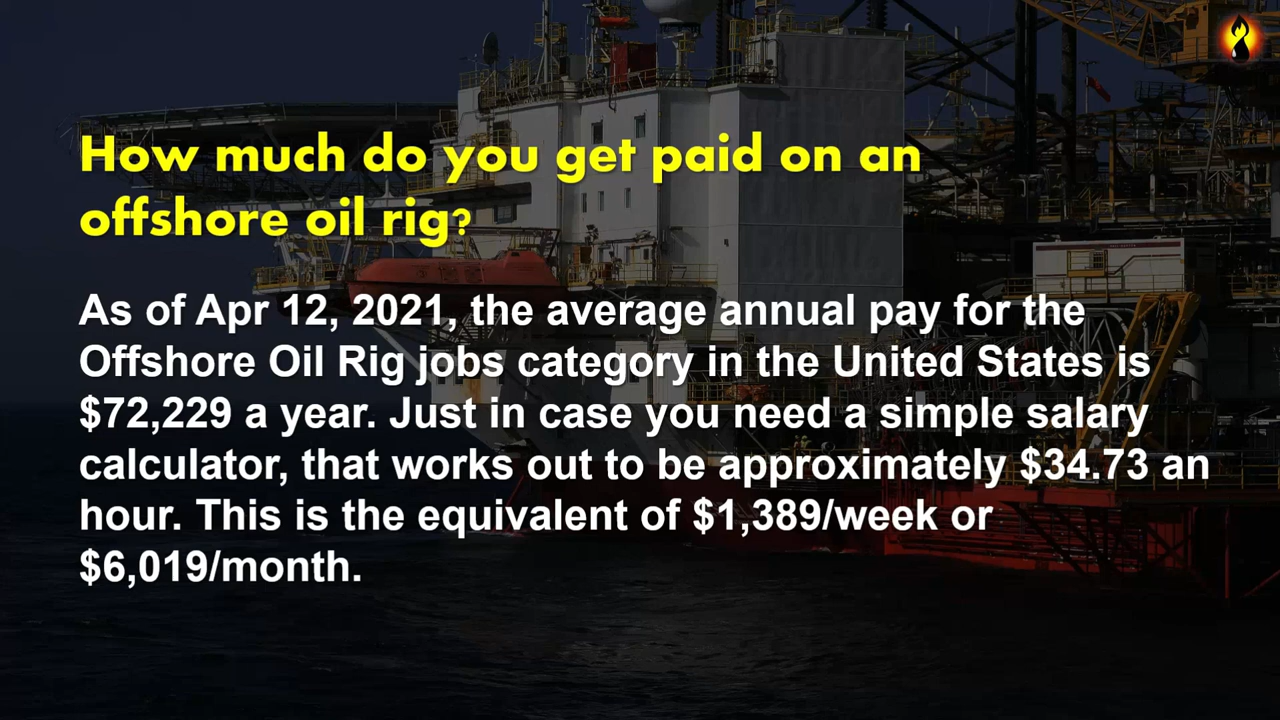 How much do you get paid on an
offshore oil rig?
As of Apr 12, 2021, the average annual pay for the
Offshore Oil Rig jobs category in the United States is
$72,229 a year. Just in case you need a simple salary
calculator, that works out to be approximately $34.73 an
hour. This is the equivalent of $1,389/week or
$6,019/month.